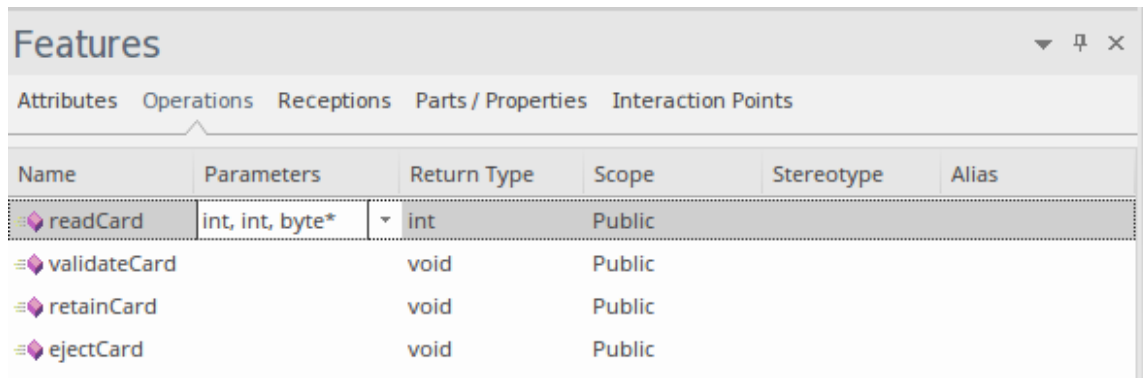 Features
Attributes Operations Receptions Parts / Properties Interaction Points
Name Parameters Return Type Scope Stereotype Alias
readCard int, int, byte* int Public
validateCard void Public
retainCard void Public
ejectCard void Public